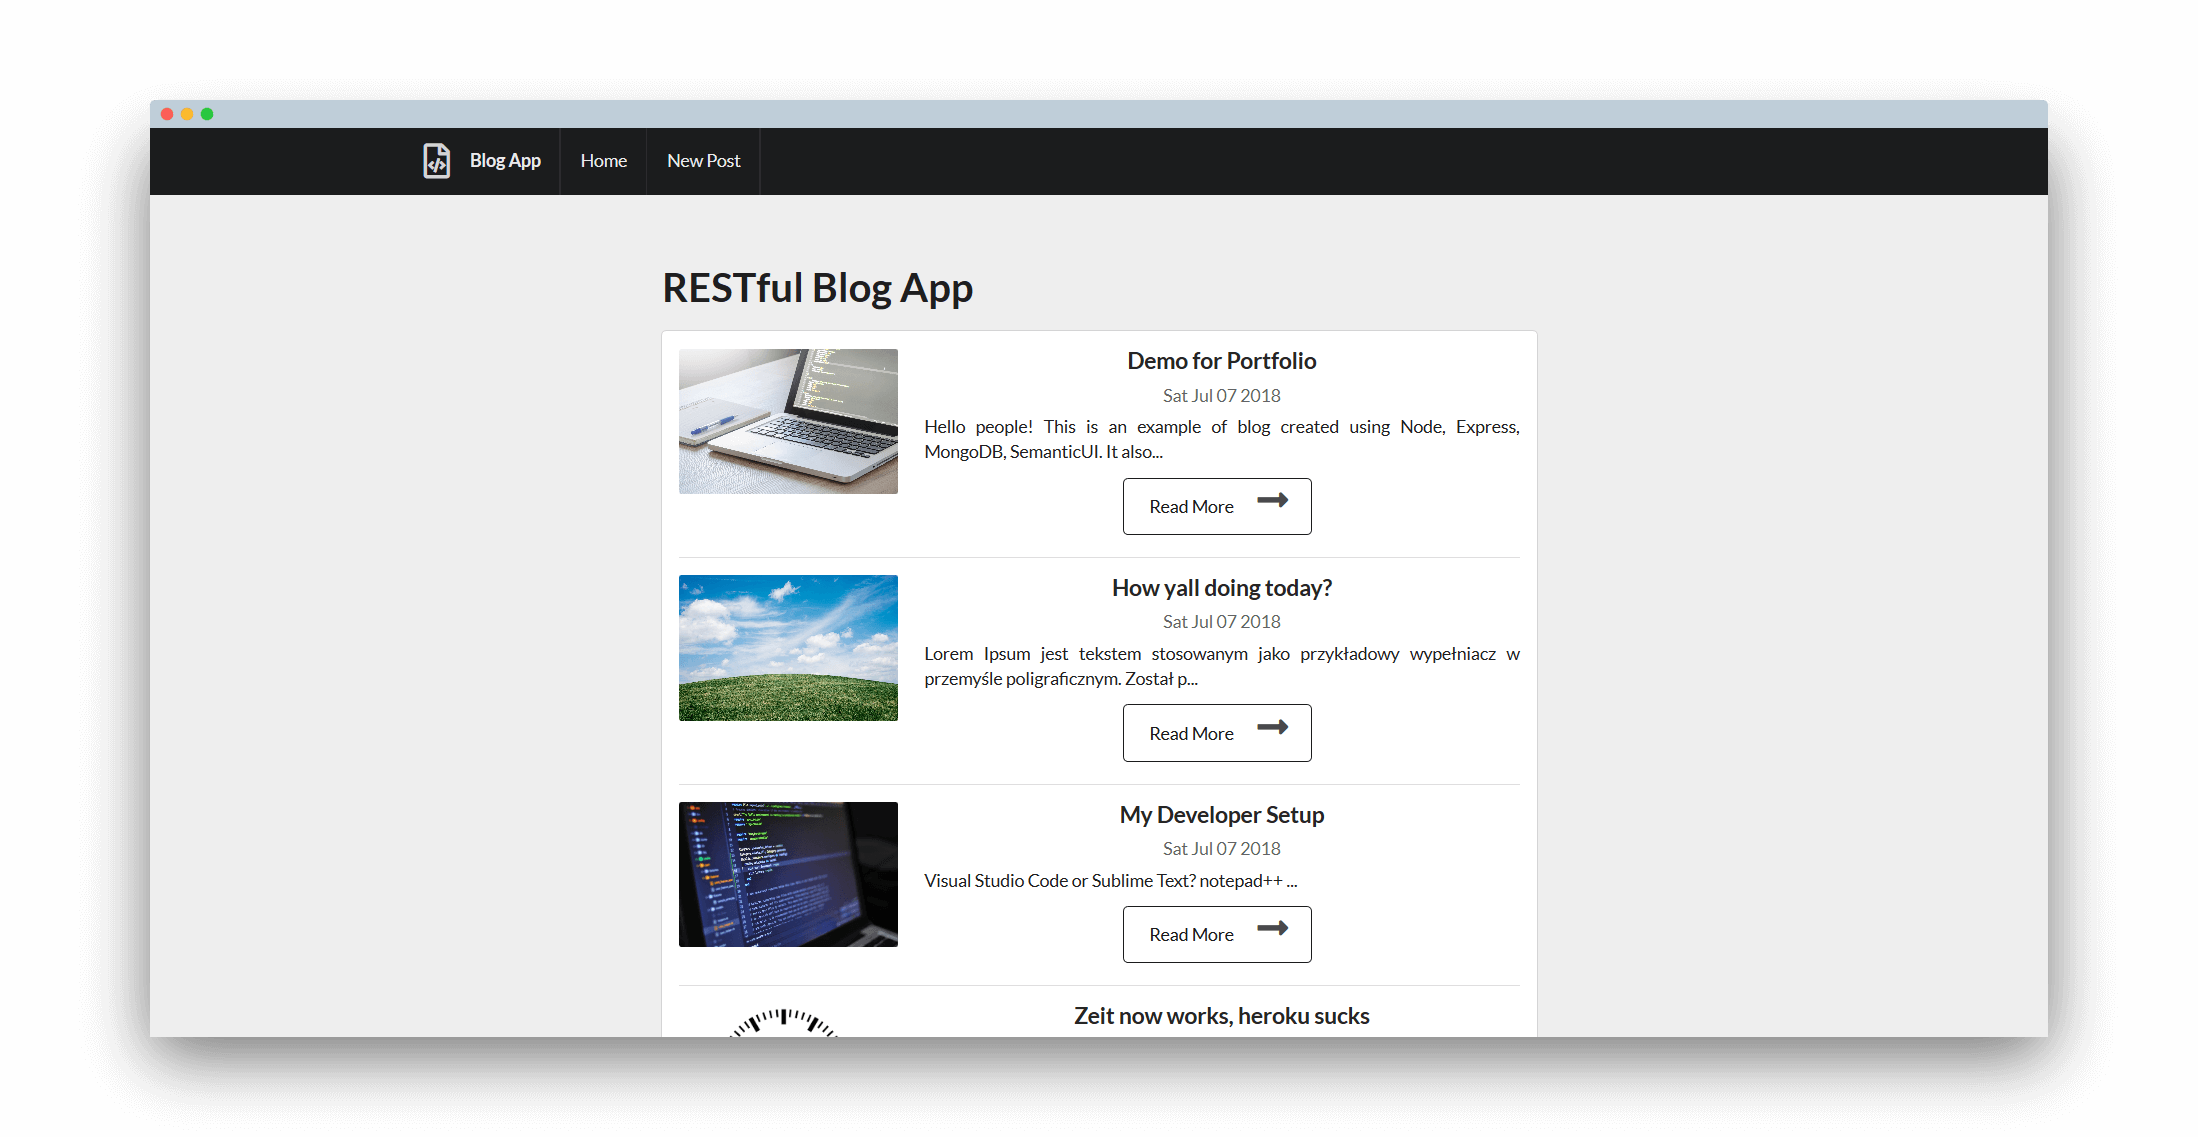 Blog App Home New Post
RESTful Blog App
Demo for Portfolio
Sat Jul 07 2018
Hello people! This is an example of blog created using Node, Express,
MongoDB, SemanticUI. It also...
Read More
How yall doing today?
Sat Jul 07 2018
Lorem Ipsum jest tekstem stosowanym jako przykładowy wypełniacz w
przemyśle poligraficznym. Został p...
Read More
My Developer Setup
Sat Jul 07 2018
Visual Studio Code or Sublime Text? notepad++ ...
Read More
Zeit now works, heroku sucks